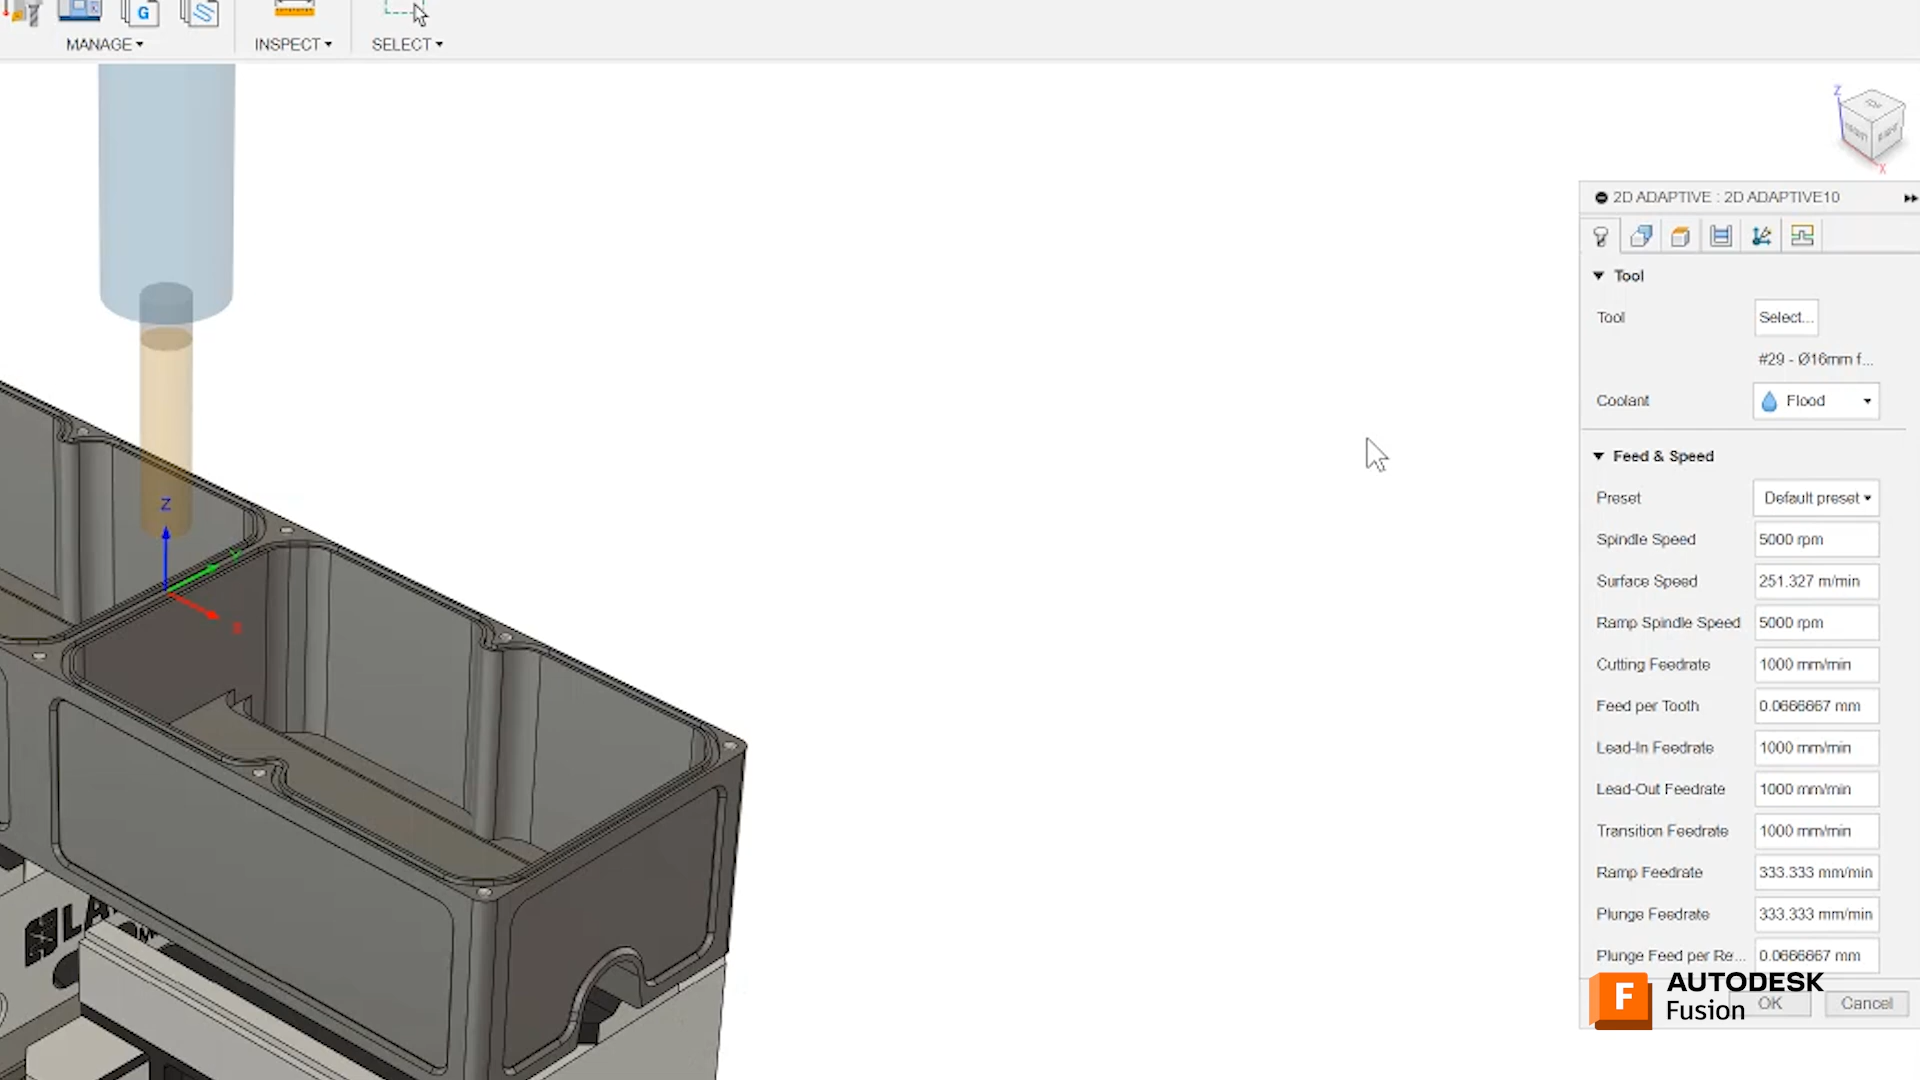 G
MANAGE
INSPECT
SELECT
Z
TOP
FRONT
RIGHT
X
2D ADAPTIVE : 2D ADAPTIVE10
Tool
Tool
Select...
#29 - Ø16mm f...
Coolant
Flood
Feed & Speed
Preset
Default preset
Spindle Speed
5000 rpm
Surface Speed
251.327 m/min
Ramp Spindle Speed
5000 rpm
Cutting Feedrate
1000 mm/min
Feed per Tooth
0.0666667 mm
Lead-In Feedrate
1000 mm/min
Lead-Out Feedrate
1000 mm/min
Transition Feedrate
1000 mm/min
Ramp Feedrate
333.333 mm/min
Plunge Feedrate
333.333 mm/min
Plunge Feed per Re...
0.0666667 mm
F
AUTODESK
Fusion
OK
Cancel
Z
Y
X